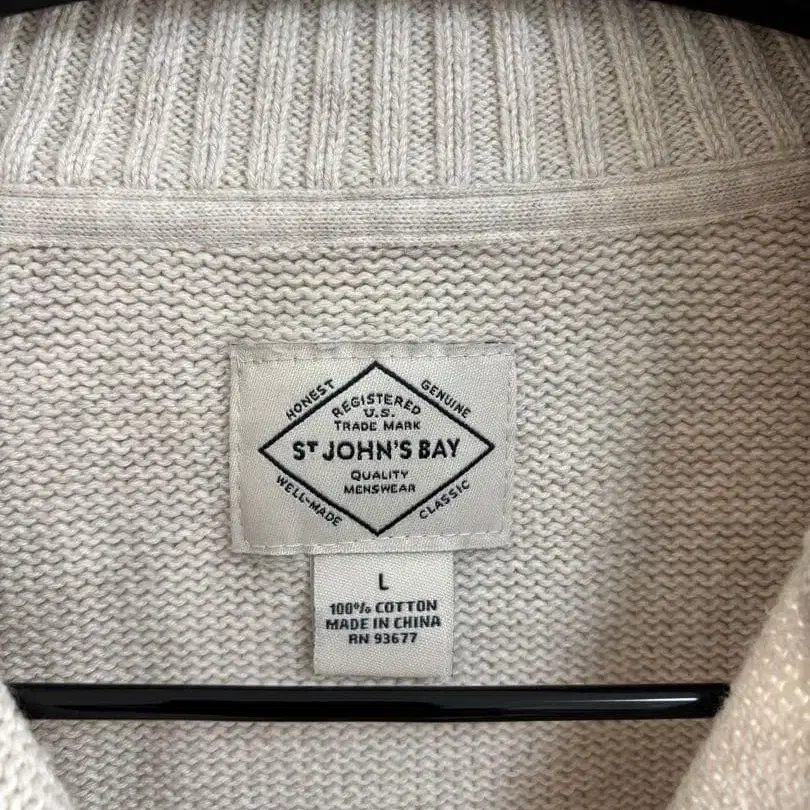 HONEST
GENUINE
REGISTERED
U.S.
TRADE MARK
ST JOHN'S BAY
QUALITY
MENSWEAR
WELL-MADE
CLASSIC
L
100% COTTON
MADE IN CHINA
RN 93677